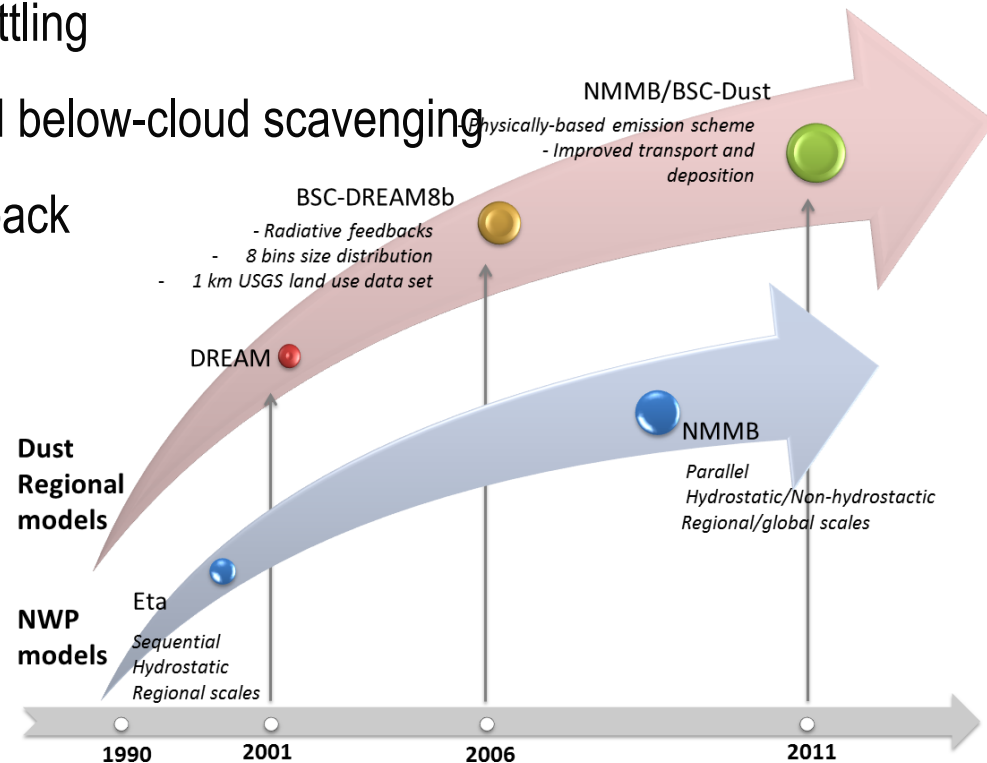 ttling
below-cloud scavenging
ack
NMMB/BSC-Dust
- Physically-based emission scheme
- Improved transport and
deposition
BSC-DREAM8b
- Radiative feedbacks
- 8 bins size distribution
- 1 km USGS land use data set
DREAM
Dust
Regional
models
NMMB
Parallel
Hydrostatic/Non-hydrostactic
Regional/global scales
Eta
Sequential
Hydrostatic
Regional scales
NWP
models
1990
2001
2006
2011